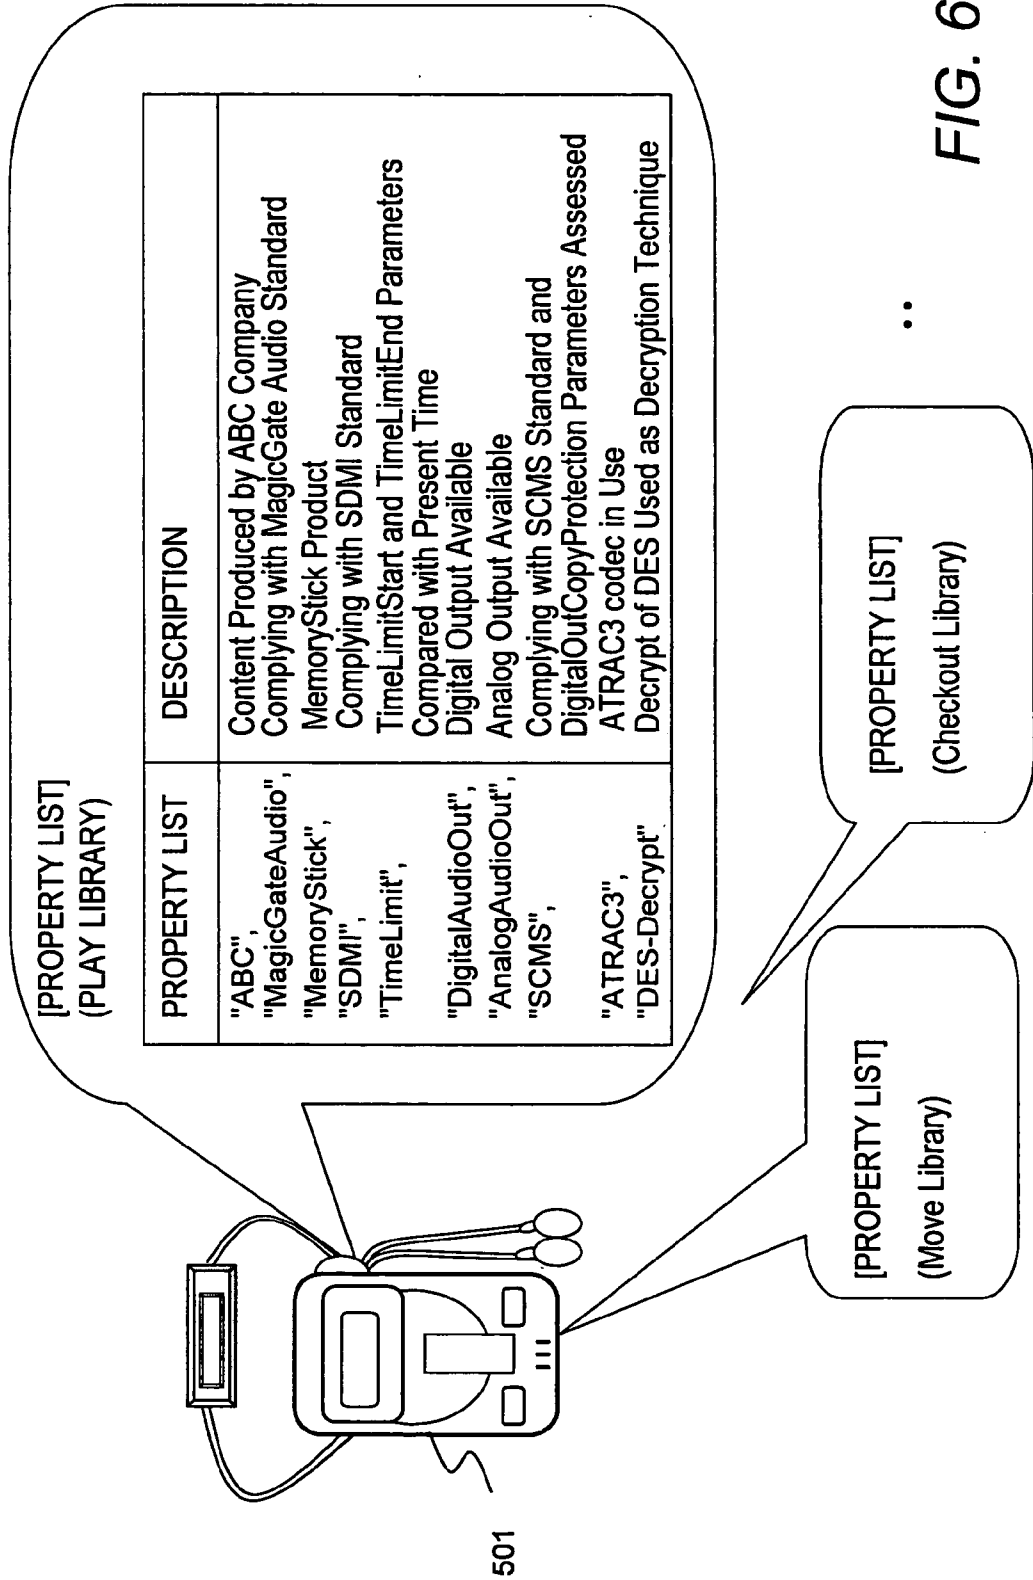 [PROPERTY LIST]
(PLAY LIBRARY)
PROPERTY LIST DESCRIPTION
"ABC", Content Produced by ABC Company
"MagicGateAudio", Complying with MagicGate Audio Standard
"MemoryStick", MemoryStick Product
"SDMI", Complying with SDMI Standard
"TimeLimit", TimeLimitStart and TimeLimitEnd Parameters
Compared with Present Time
"DigitalAudioOut", Digital Output Available
"AnalogAudioOut", Analog Output Available
"SCMS", Complying with SCMS Standard and
DigitalOutCopyProtection Parameters Assessed
"ATRAC3", ATRAC3 codec in Use
"DES-Decrypt" Decrypt of DES Used as Decryption Technique
501
[PROPERTY LIST]
(Move Library)
[PROPERTY LIST]
(Checkout Library)
FIG. 6